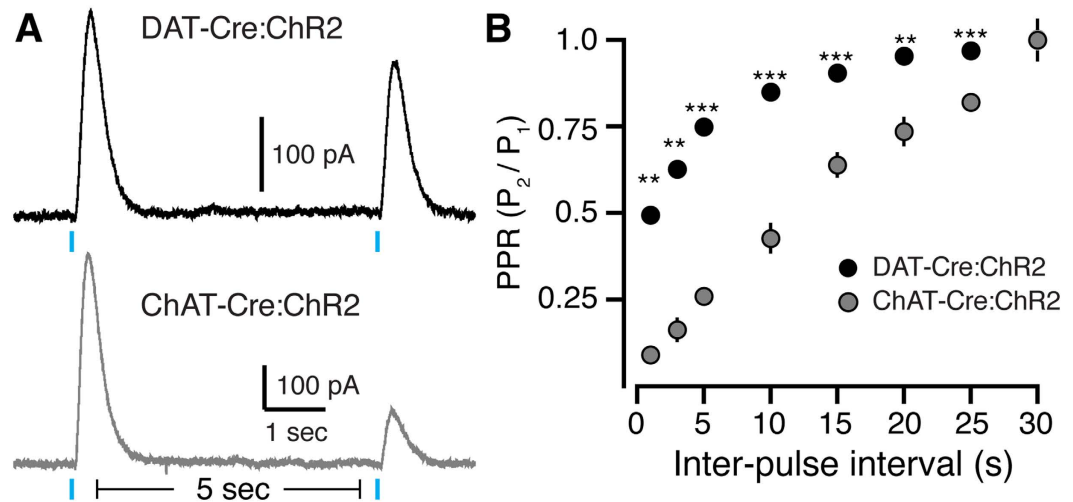 A
DAT-Cre:ChR2
100 pA
ChAT-Cre:ChR2
100 pA
1 sec
5 sec
B
PPR (P2 / P1)
1.0
0.75
0.5
0.25
** ** *** *** *** ** ***
DAT-Cre:ChR2
ChAT-Cre:ChR2
0 5 10 15 20 25 30
Inter-pulse interval (s)